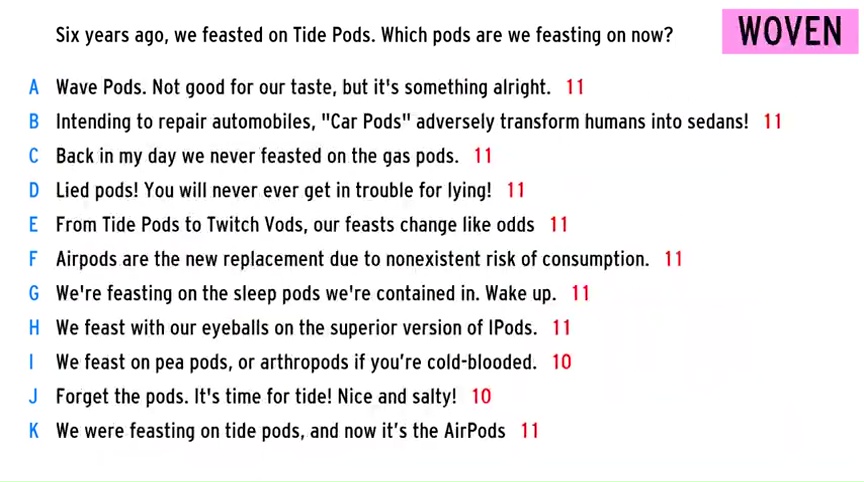 Six years ago, we feasted on Tide Pods. Which pods are we feasting on now?
WOVEN
A Wave Pods. Not good for our taste, but it's something alright. 11
B Intending to repair automobiles, "Car Pods" adversely transform humans into sedans! 11
C Back in my day we never feasted on the gas pods. 11
D Lied pods! You will never ever get in trouble for lying! 11
E From Tide Pods to Twitch Vods, our feasts change like odds 11
F Airpods are the new replacement due to nonexistent risk of consumption. 11
G We're feasting on the sleep pods we're contained in. Wake up. 11
H We feast with our eyeballs on the superior version of IPods. 11
I We feast on pea pods, or arthropods if you’re cold-blooded. 10
J Forget the pods. It's time for tide! Nice and salty! 10
K We were feasting on tide pods, and now it’s the AirPods 11